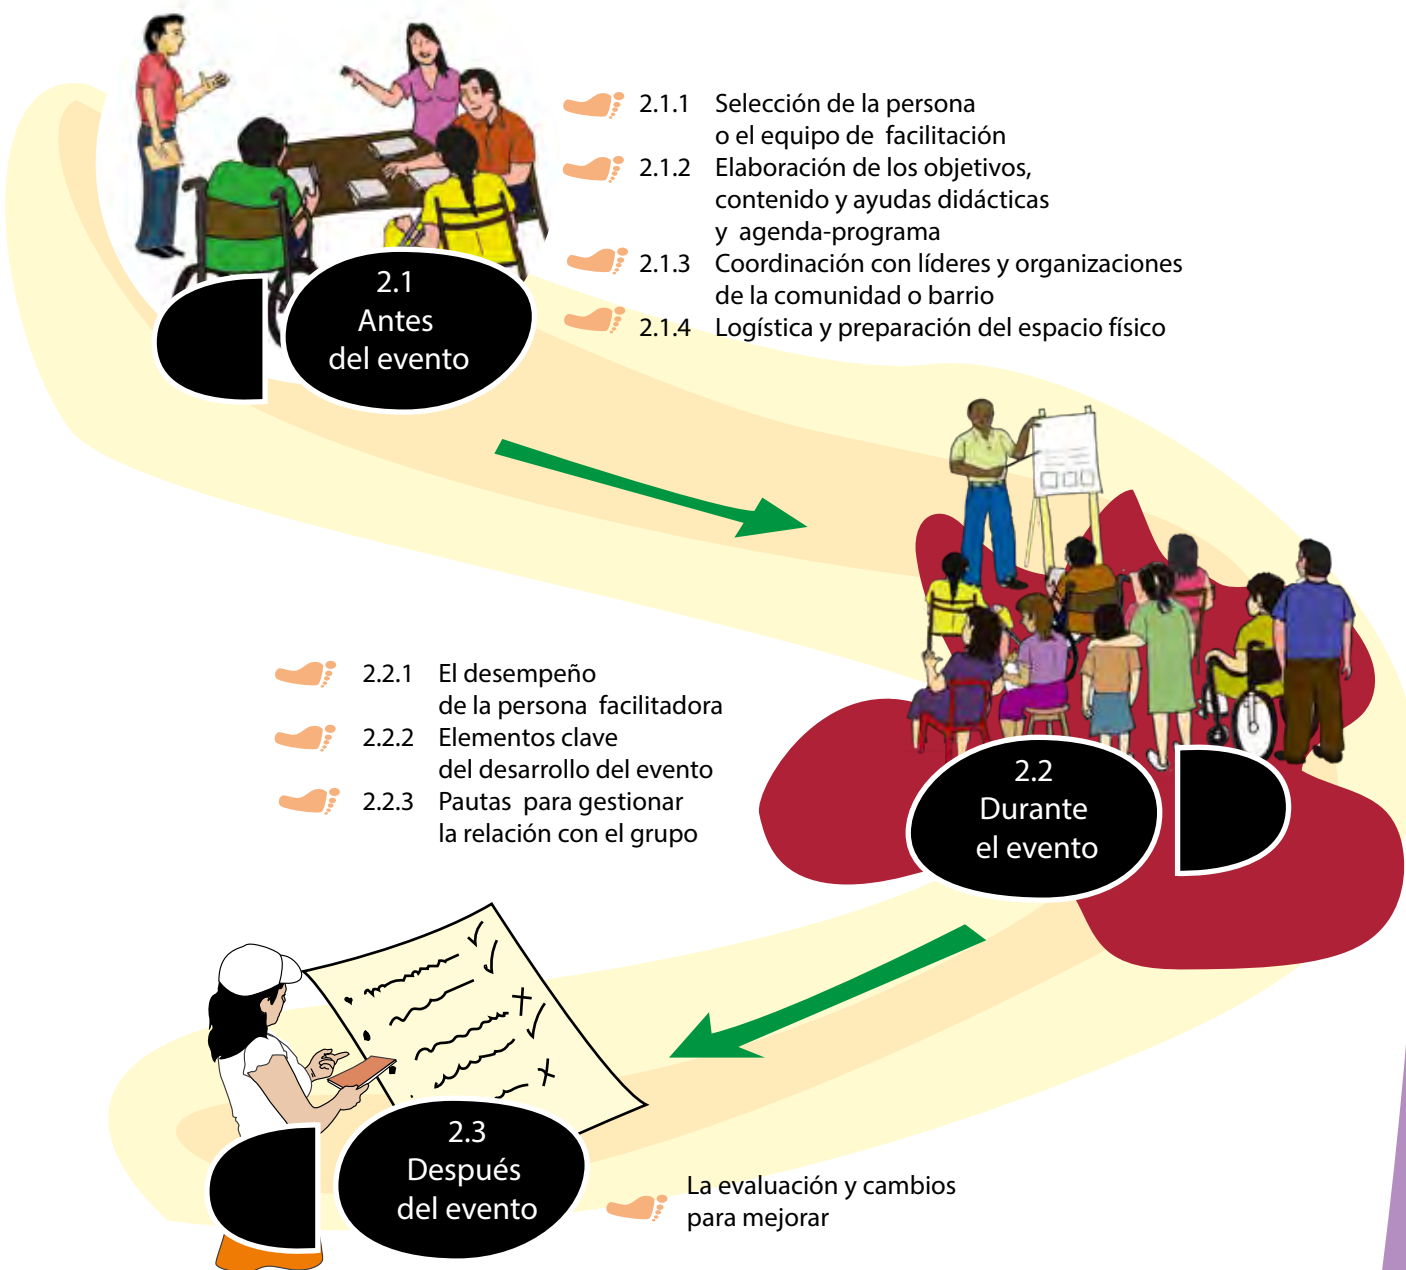 2.1.1 Selección de la persona
o el equipo de facilitación
2.1.2 Elaboración de los objetivos,
contenido y ayudas didácticas
y agenda-programa
2.1.3 Coordinación con líderes y organizaciones
de la comunidad o barrio
2.1.4 Logística y preparación del espacio físico
2.1
Antes
del evento
2.2.1 El desempeño
de la persona facilitadora
2.2.2 Elementos clave
del desarrollo del evento
2.2.3 Pautas para gestionar
la relación con el grupo
2.2
Durante
el evento
2.3
Después
del evento
La evaluación y cambios
para mejorar